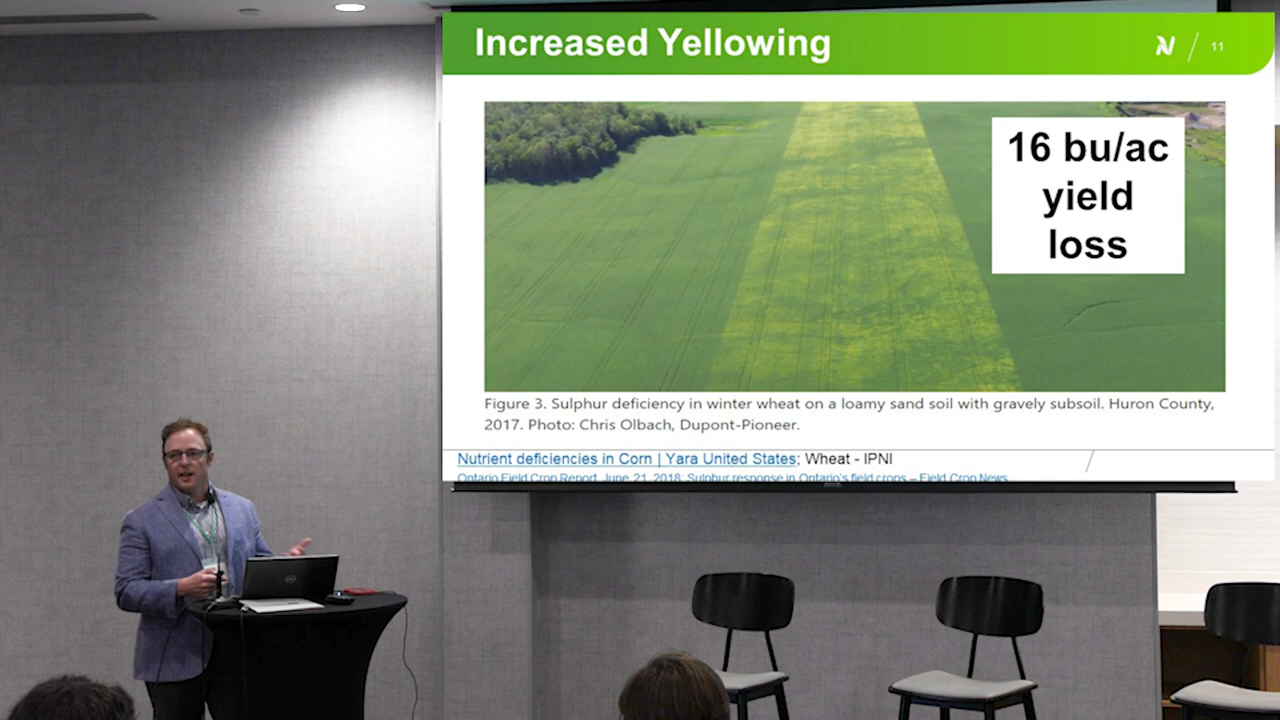 Increased Yellowing
N / 11
16 bu/ac
yield
loss
Figure 3. Sulphur deficiency in winter wheat on a loamy sand soil with gravely subsoil. Huron County,
2017. Photo: Chris Olbach, Dupont-Pioneer.
Nutrient deficiencies in Corn | Yara United States; Wheat - IPNI
Ontario Field Crop Report, June 21, 2018: Sulphur response in Ontario's field crops – Field Crop News
DELL